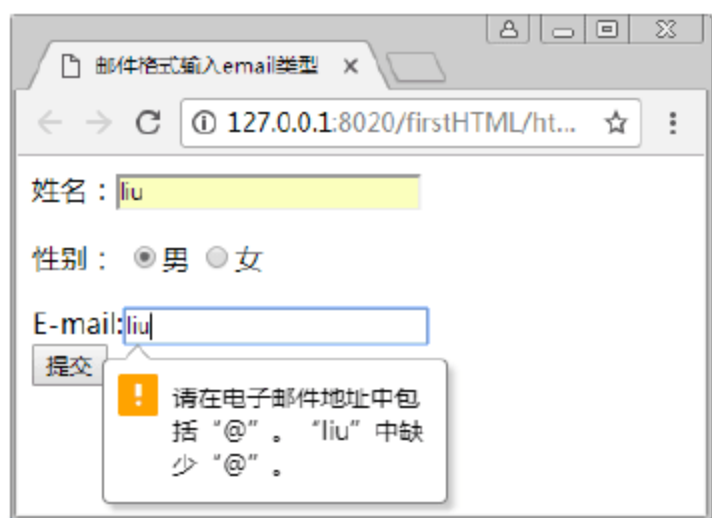 邮件格式输入email类型
127.0.0.1:8020/firstHTML/ht...
姓名：liu
性别： 男 女
E-mail:liu
提交
请在电子邮件地址中包
括“@”。“liu”中缺
少“@”。